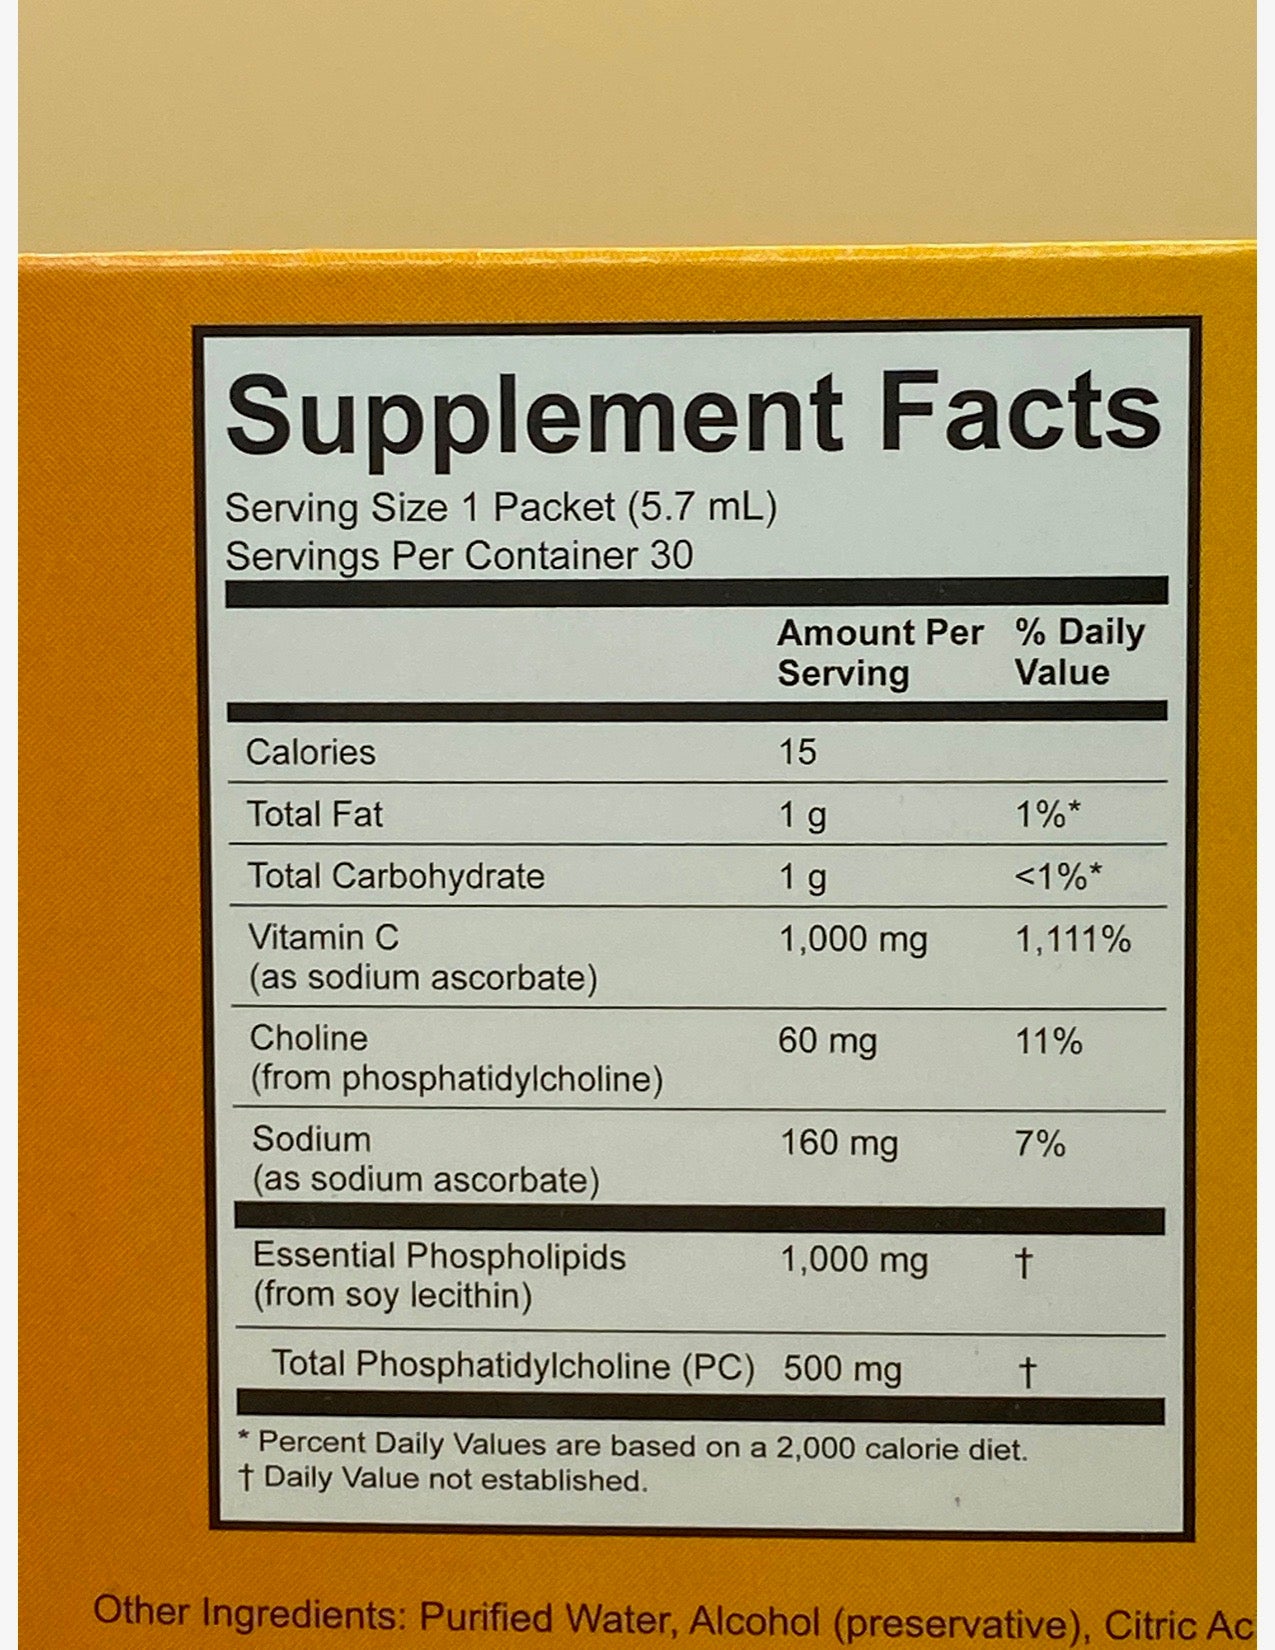 Supplement Facts
Serving Size 1 Packet (5.7 mL)
Servings Per Container 30
Amount Per % Daily
Serving Value
Calories 15
Total Fat 1 g 1%*
Total Carbohydrate 1 g <1%*
Vitamin C 1,000 mg 1,111%
(as sodium ascorbate)
Choline 60 mg 11%
(from phosphatidylcholine)
Sodium 160 mg 7%
(as sodium ascorbate)
Essential Phospholipids 1,000 mg †
(from soy lecithin)
Total Phosphatidylcholine (PC) 500 mg †
* Percent Daily Values are based on a 2,000 calorie diet.
† Daily Value not established.
Other Ingredients: Purified Water, Alcohol (preservative), Citric Ac